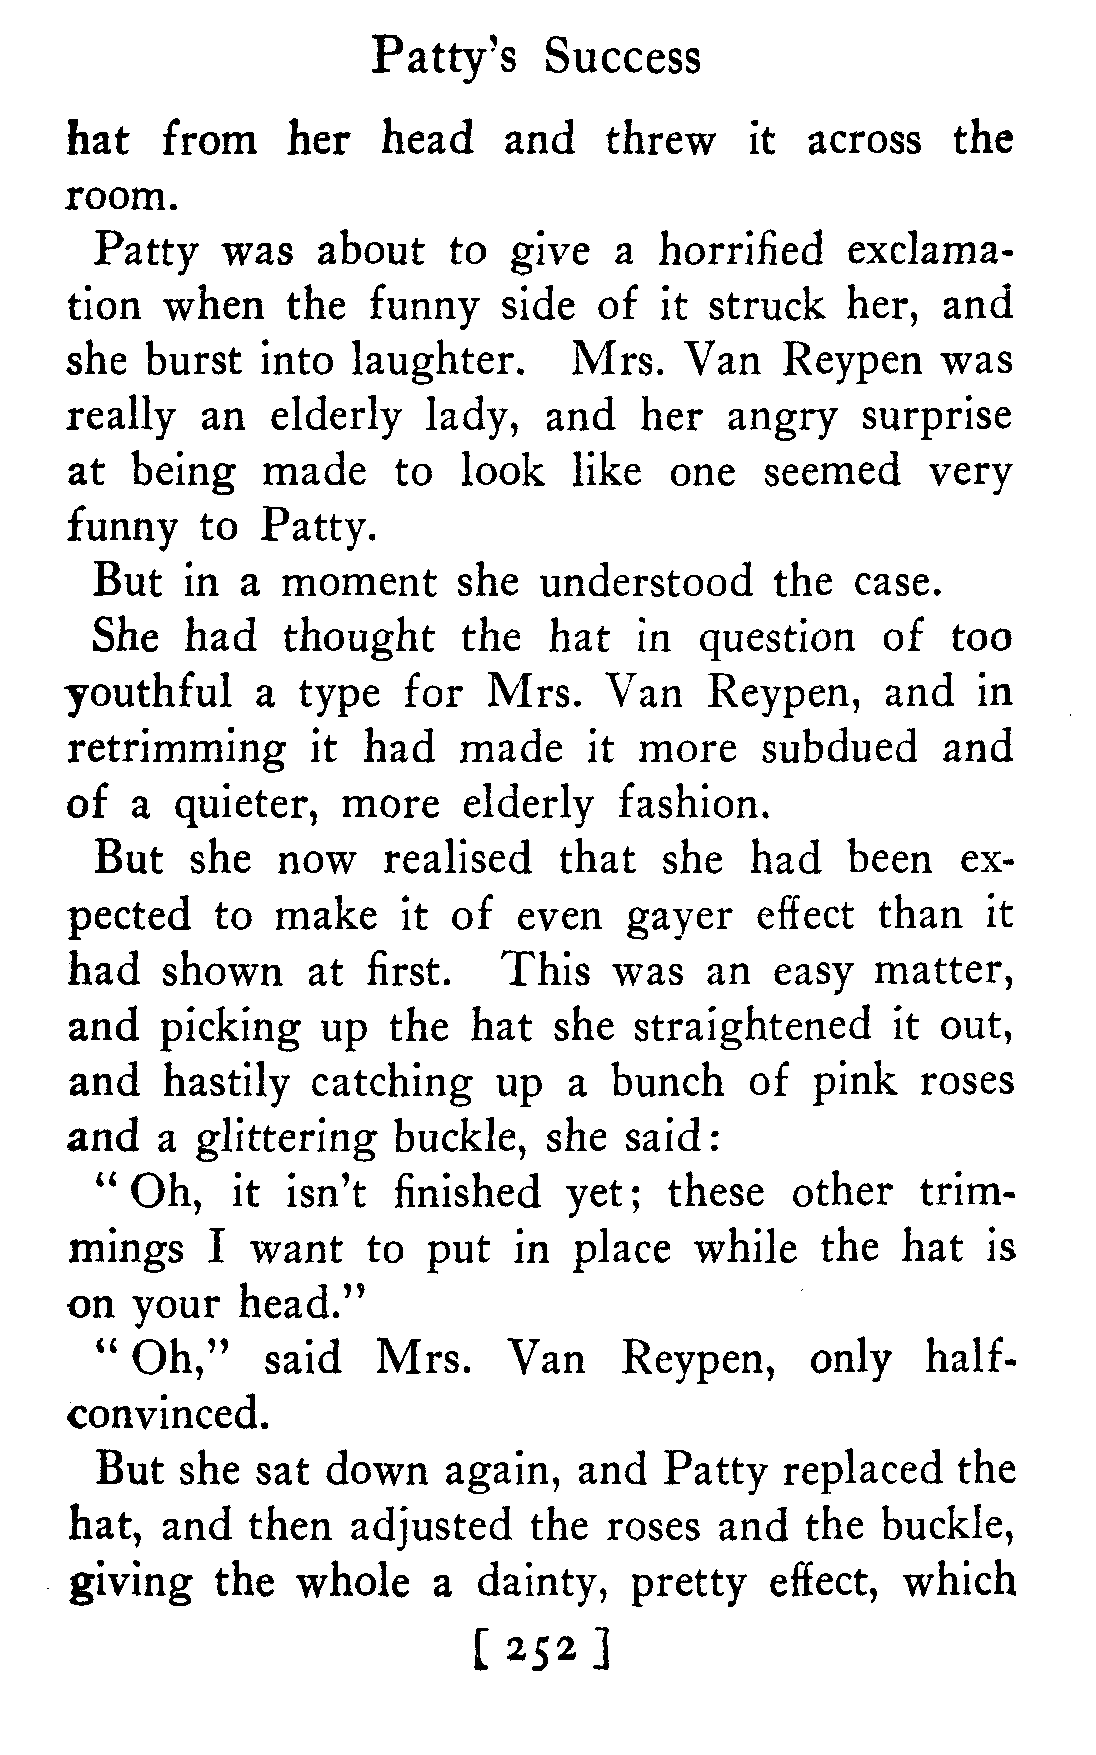 Patty's Success
hat from her head and threw it across the
room.
Patty was about to give a horrified exclama-
tion when the funny side of it struck her, and
she burst into laughter. Mrs. Van Reypen was
really an elderly lady, and her angry surprise
at being made to look like one seemed very
funny to Patty.
But in a moment she understood the case.
She had thought the hat in question of too
youthful a type for Mrs. Van Reypen, and in
retrimming it had made it more subdued and
of a quieter, more elderly fashion.
But she now realised that she had been ex-
pected to make it of even gayer effect than it
had shown at first. This was an easy matter,
and picking up the hat she straightened it out,
and hastily catching up a bunch of pink roses
and a glittering buckle, she said:
"Oh, it isn't finished yet; these other trim-
mings I want to put in place while the hat is
on your head."
"Oh," said Mrs. Van Reypen, only half-
convinced.
But she sat down again, and Patty replaced the
hat, and then adjusted the roses and the buckle,
giving the whole a dainty, pretty effect, which
[ 252 ]